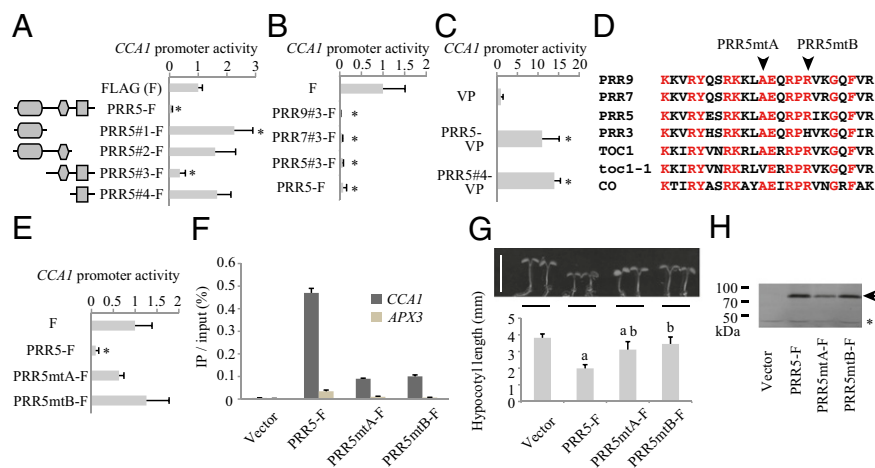 A
CCA1 promoter activity
0 1 2 3
FLAG (F)
PRR5-F *
PRR5#1-F *
PRR5#2-F
PRR5#3-F *
PRR5#4-F
B
CCA1 promoter activity
0 0.5 1 1.5 2
F
PRR9#3-F *
PRR7#3-F *
PRR5#3-F *
PRR5-F *
C
CCA1 promoter activity
0 5 10 15 20
VP
PRR5-VP *
PRR5#4-VP *
D
PRR5mtA PRR5mtB
PRR9 KKVRYQSRKKLAEQRPRVKGQFVR
PRR7 KKVRYQSRKKLAEQRPRVRGQFVR
PRR5 KKVRYESRKKLAEQRPRIKGQFVR
PRR3 KKVRYHSRKKLAEQRPHVKGQFIR
TOC1 KKIRYVNRKRLAERRPRVKGQFVR
toc1-1 KKIRYVNRKRLVERRPRVKGQFVR
CO KTIRYASRKAYAEIRPRVNGRFAK
E
CCA1 promoter activity
0 0.5 1 1.5 2
F
PRR5-F *
PRR5mtA-F
PRR5mtB-F
F
IP / input (%)
0.6
0.5
0.4
0.3
0.2
0.1
0
CCA1
APX3
Vector
PRR5-F
PRR5mtA-F
PRR5mtB-F
G
Hypocotyl length (mm)
5
4
3
2
1
0
a
a b
b
Vector
PRR5-F
PRR5mtA-F
PRR5mtB-F
H
100
70
50
kDa
*
Vector
PRR5-F
PRR5mtA-F
PRR5mtB-F